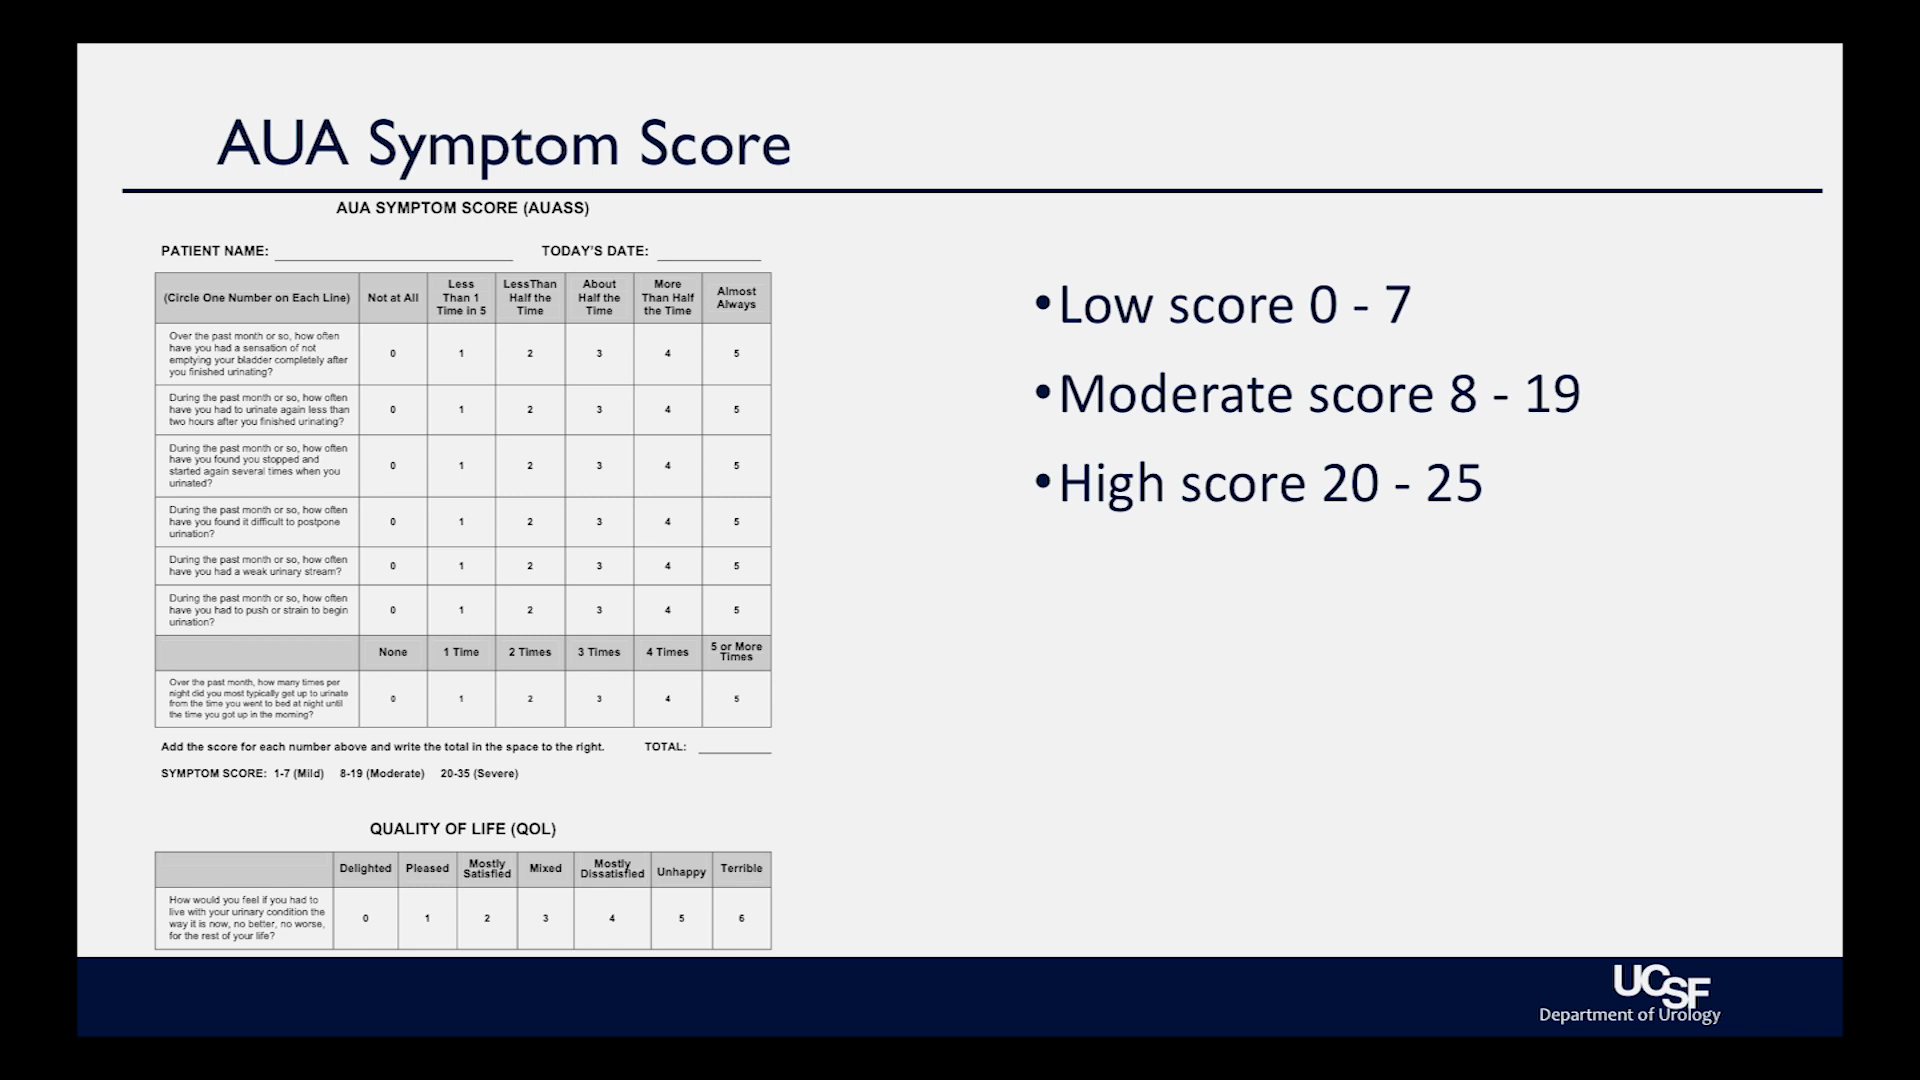 AUA Symptom Score
AUA SYMPTOM SCORE (AUASS)
PATIENT NAME: TODAY'S DATE:
(Circle One Number on Each Line) Not at All Less Than 1 Time in 5 LessThan Half the Time About Half the Time More Than Half the Time Almost Always
Over the past month or so, how often
have you had a sensation of not
emptying your bladder completely after
you finished urinating?
0 1 2 3 4 5
During the past month or so, how often
have you had to urinate again less than
two hours after you finished urinating?
0 1 2 3 4 5
During the past month or so, how often
have you found you stopped and
started again several times when you
urinated?
0 1 2 3 4 5
During the past month or so, how often
have you found it difficult to postpone
urination?
0 1 2 3 4 5
During the past month or so, how often
have you had a weak urinary stream?
0 1 2 3 4 5
During the past month or so, how often
have you had to push or strain to begin
urination?
0 1 2 3 4 5
None 1 Time 2 Times 3 Times 4 Times 5 or More Times
Over the past month, how many times per
night did you most typically get up to urinate
from the time you went to bed at night until
the time you got up in the morning?
0 1 2 3 4 5
Add the score for each number above and write the total in the space to the right. TOTAL:
SYMPTOM SCORE: 1-7 (Mild) 8-19 (Moderate) 20-35 (Severe)
QUALITY OF LIFE (QOL)
Delighted Pleased Mostly Satisfied Mixed Mostly Dissatisfied Unhappy Terrible
How would you feel if you had to
live with your urinary condition the
way it is now, no better, no worse,
for the rest of your life?
0 1 2 3 4 5 6
•Low score 0 - 7
•Moderate score 8 - 19
•High score 20 - 25
UCSF
Department of Urology